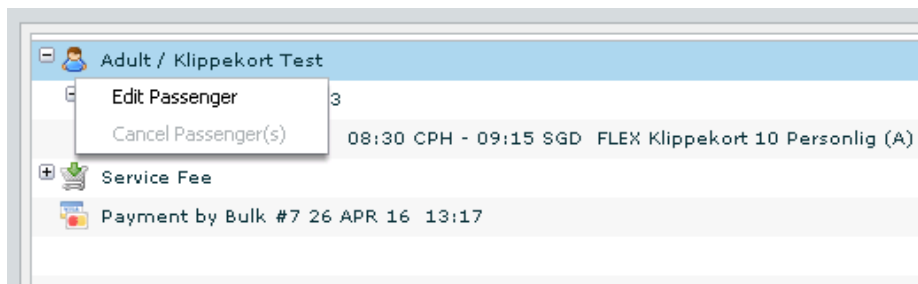 Adult / Klippekort Test
Edit Passenger
3
Cancel Passenger(s)
08:30 CPH - 09:15 SGD FLEX Klippekort 10 Personlig (A)
Service Fee
Payment by Bulk #7 26 APR 16 13:17